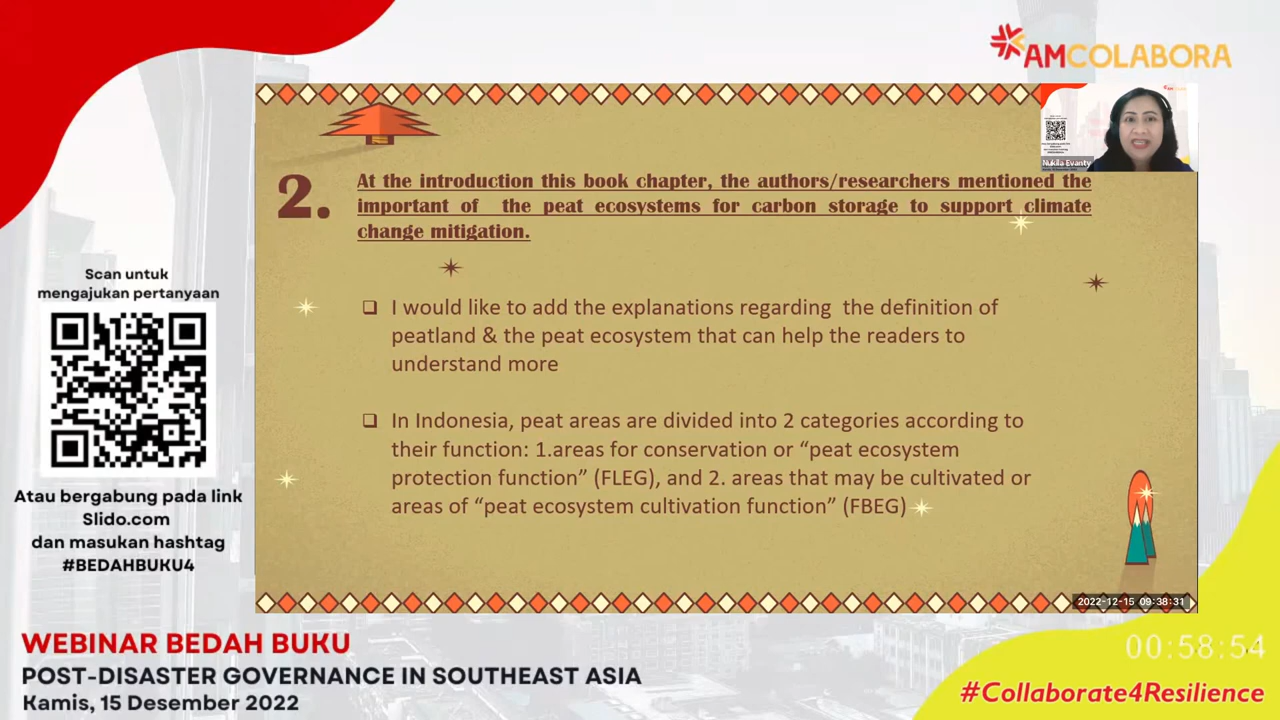 AMCOLABORA
Nukila Evanty
2.
At the introduction this book chapter, the authors/researchers mentioned the
important of the peat ecosystems for carbon storage to support climate
change mitigation.
I would like to add the explanations regarding the definition of
peatland & the peat ecosystem that can help the readers to
understand more
In Indonesia, peat areas are divided into 2 categories according to
their function: 1.areas for conservation or “peat ecosystem
protection function” (FLEG), and 2. areas that may be cultivated or
areas of “peat ecosystem cultivation function” (FBEG)
Scan untuk
mengajukan pertanyaan
Atau bergabung pada link
Slido.com
dan masukan hashtag
#BEDAHBUKU4
2022-12-15 09:38:31
WEBINAR BEDAH BUKU
POST-DISASTER GOVERNANCE IN SOUTHEAST ASIA
Kamis, 15 Desember 2022
00:58:54
#Collaborate4Resilience